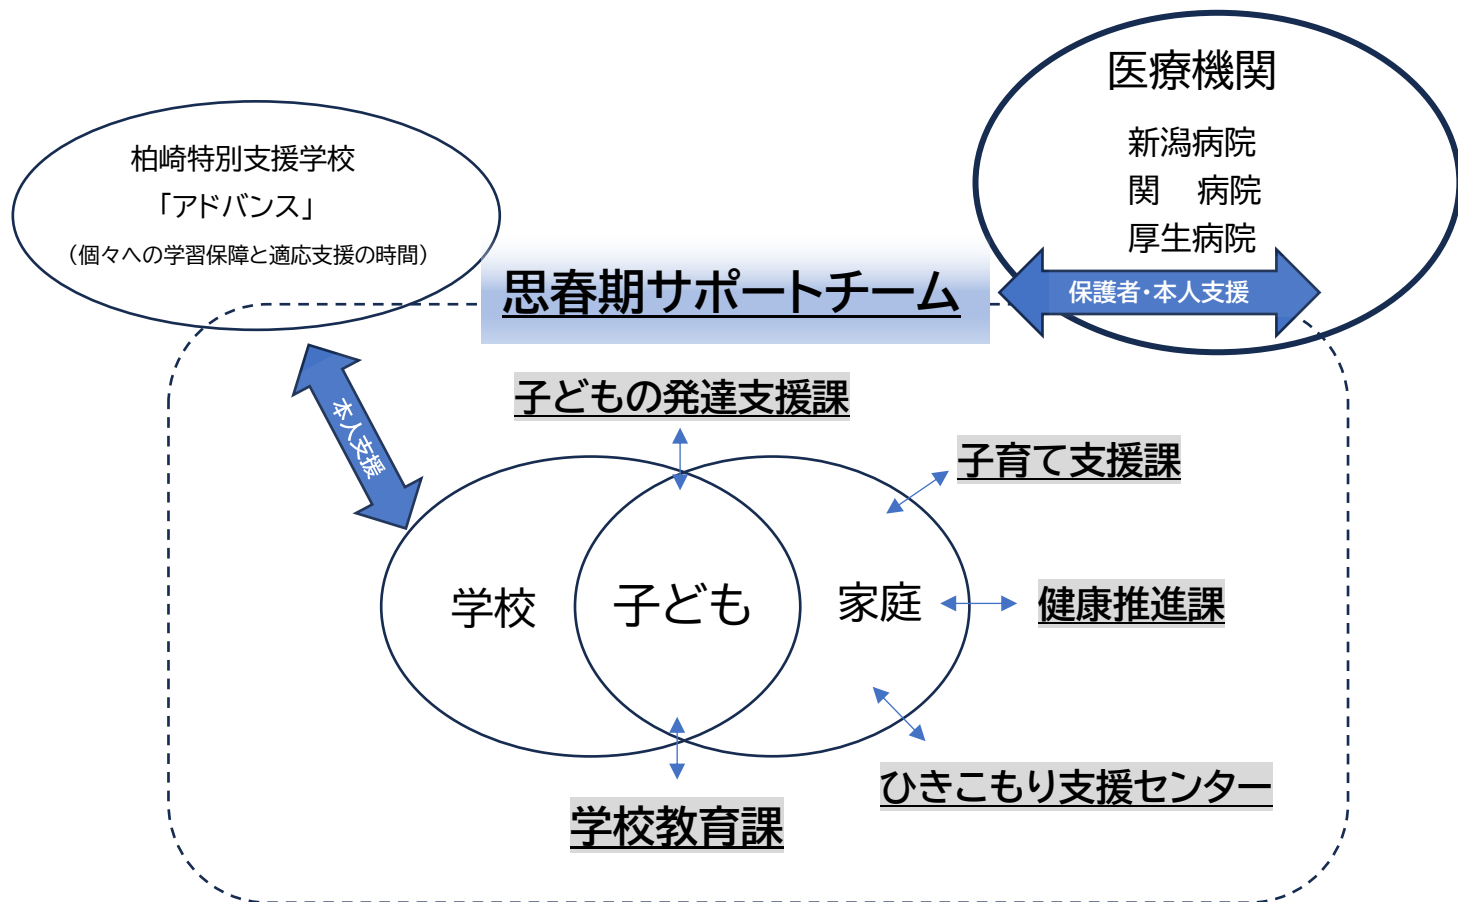 医療機関
新潟病院
関　病院
厚生病院
保護者・本人支援
柏崎特別支援学校
「アドバンス」
（個々への学習保障と適応支援の時間）
思春期サポートチーム
本人支援
子どもの発達支援課
子育て支援課
学校
子ども
家庭
健康推進課
ひきこもり支援センター
学校教育課